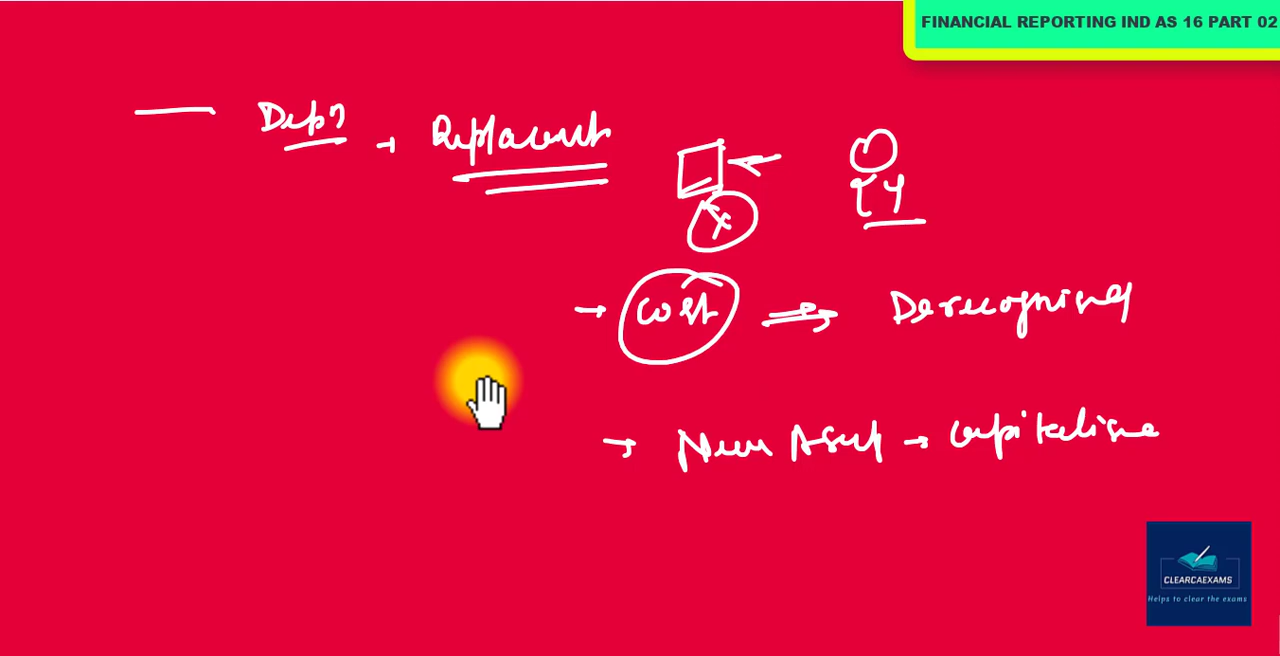 FINANCIAL REPORTING IND AS 16 PART 02
Depn → Replacement
→ Cost ⇒ Derecognised
→ New Asset → Capitalise
CLEARCAEXAMS
Helps to clear the exams